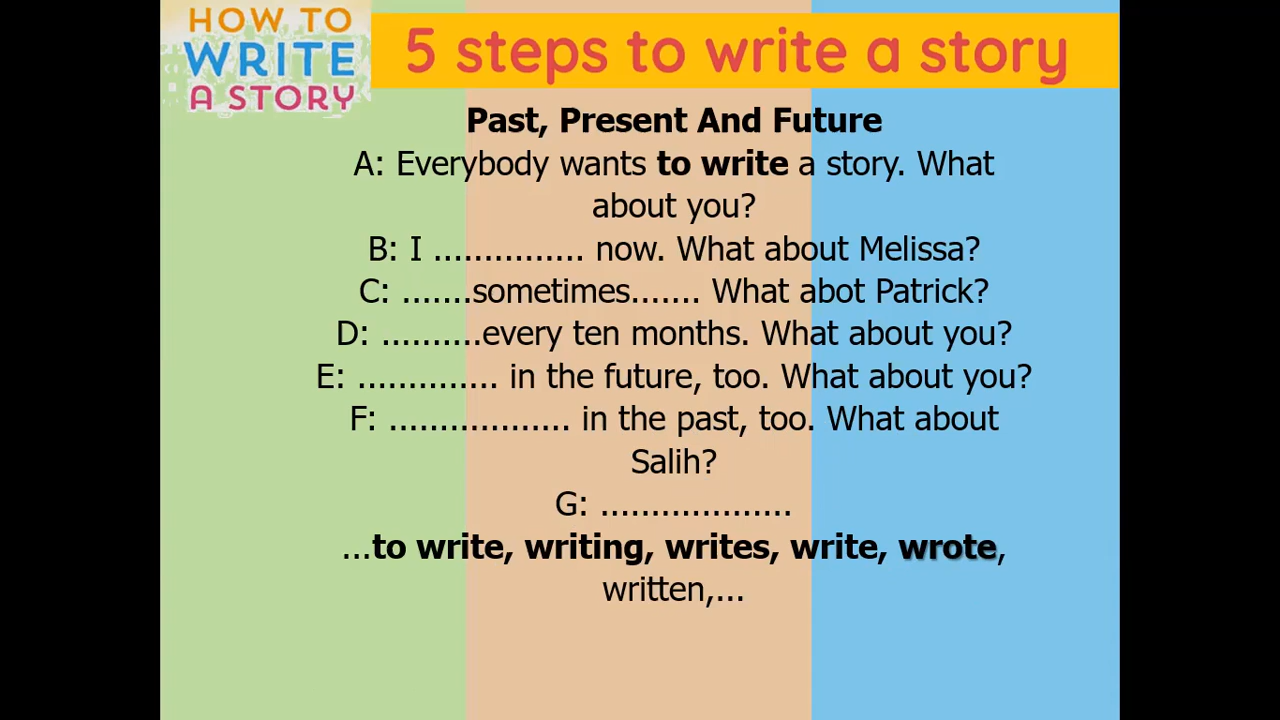 HOW TO
WRITE
A STORY
5 steps to write a story
Past, Present And Future
A: Everybody wants to write a story. What
about you?
B: I ............... now. What about Melissa?
C: .......sometimes....... What abot Patrick?
D: ..........every ten months. What about you?
E: .............. in the future, too. What about you?
F: .................. in the past, too. What about
Salih?
G: ...................
...to write, writing, writes, write, wrote,
written,...